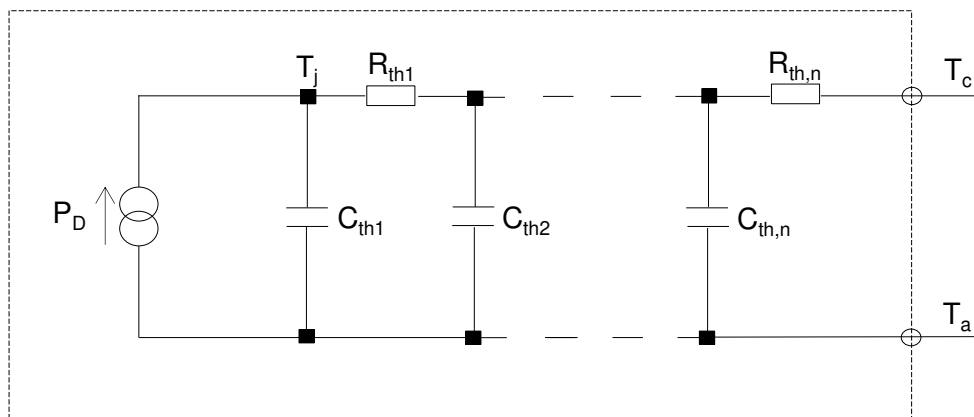 T_j
R_th1
R_th,n
T_c
P_D
C_th1
C_th2
C_th,n
T_a